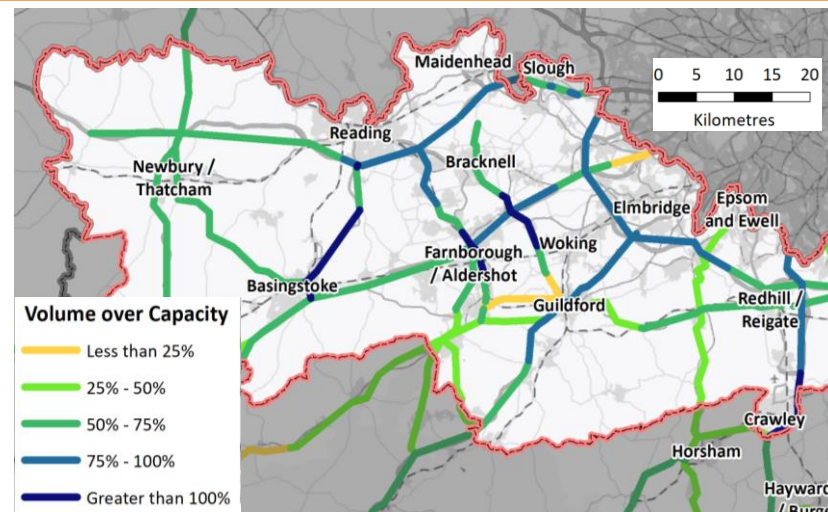 Maidenhead
Slough
0 5 10 15 20
Kilometres
Reading
Bracknell
Newbury /
Thatcham
Elmbridge
Epsom
and Ewell
Woking
Farnborough
/ Aldershot
Basingstoke
Guildford
Redhill /
Reigate
Volume over Capacity
Less than 25%
25% - 50%
50% - 75%
75% - 100%
Greater than 100%
Crawley
Horsham
Hayward
/ Burge